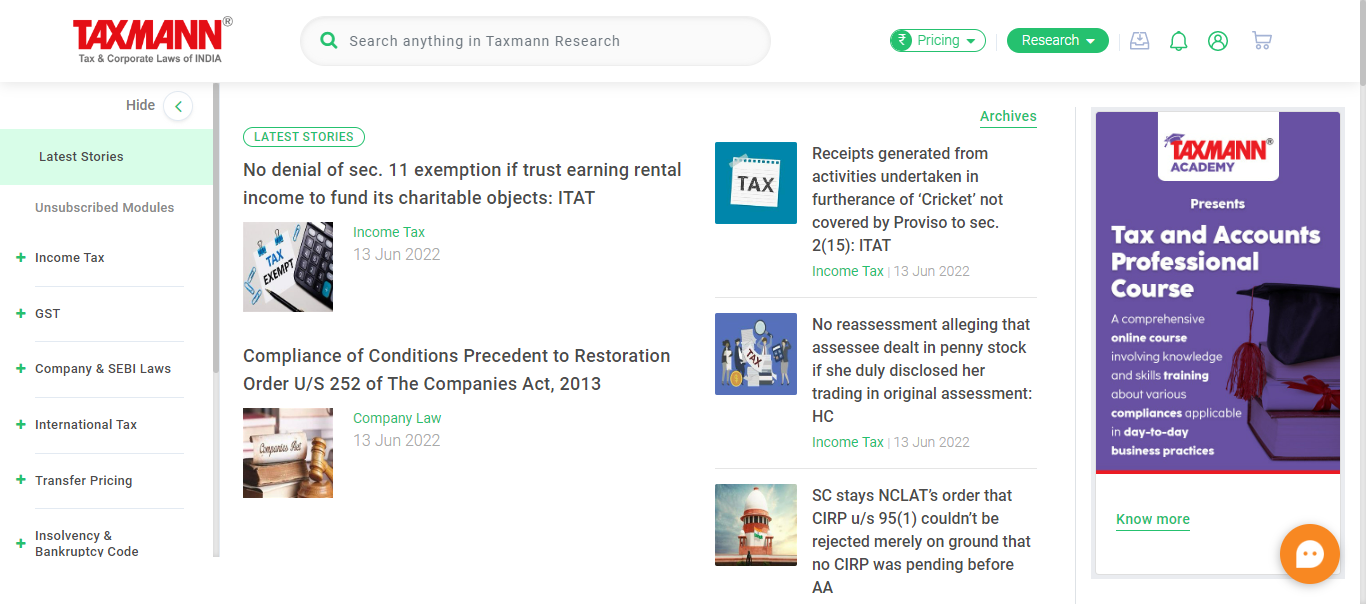 TAXMANN®
Tax & Corporate Laws of INDIA
Search anything in Taxmann Research
₹ Pricing
Research
Hide
Latest Stories
Unsubscribed Modules
Income Tax
GST
Company & SEBI Laws
International Tax
Transfer Pricing
Insolvency &
Bankruptcy Code
LATEST STORIES
No denial of sec. 11 exemption if trust earning rental
income to fund its charitable objects: ITAT
TAX
EXEMPT
Income Tax
13 Jun 2022
Compliance of Conditions Precedent to Restoration
Order U/S 252 of The Companies Act, 2013
Companies Act
Company Law
13 Jun 2022
Archives
TAX
Receipts generated from
activities undertaken in
furtherance of ‘Cricket’ not
covered by Proviso to sec.
2(15): ITAT
Income Tax | 13 Jun 2022
TAX
No reassessment alleging that
assessee dealt in penny stock
if she duly disclosed her
trading in original assessment:
HC
Income Tax | 13 Jun 2022
SC stays NCLAT’s order that
CIRP u/s 95(1) couldn’t be
rejected merely on ground that
no CIRP was pending before
AA
TAXMANN®
ACADEMY
Presents
Tax and Accounts
Professional
Course
A comprehensive
online course
involving knowledge
and skills training
about various
compliances applicable
in day-to-day
business practices
Know more